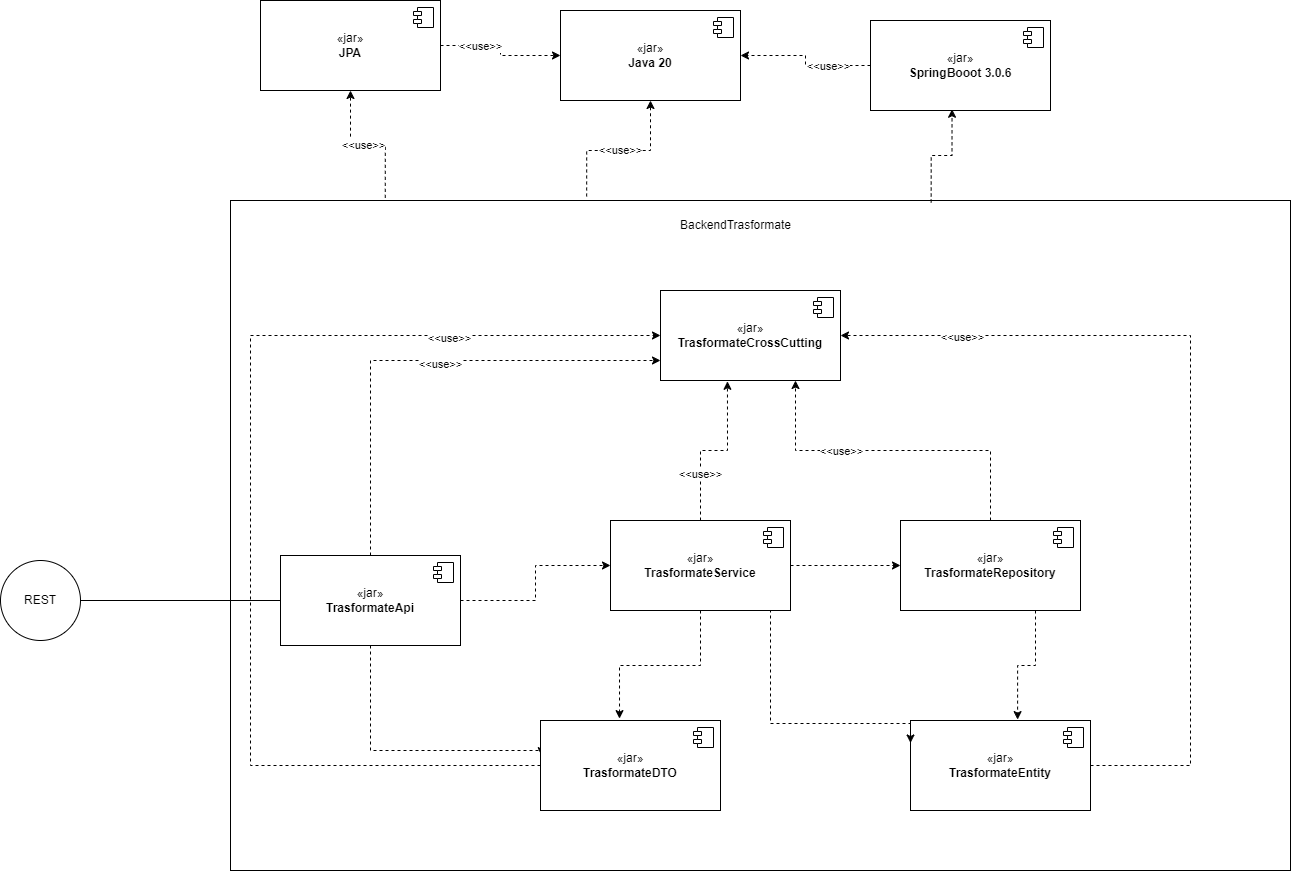 «jar»
JPA
<<use>>
«jar»
Java 20
<<use>>
«jar»
SpringBooot 3.0.6
<<use>>
<<use>>
BackendTrasformate
«jar»
TrasformateCrossCutting
<<use>>
<<use>>
<<use>>
<<use>>
<<use>>
REST
«jar»
TrasformateApi
«jar»
TrasformateService
«jar»
TrasformateRepository
«jar»
TrasformateDTO
«jar»
TrasformateEntity